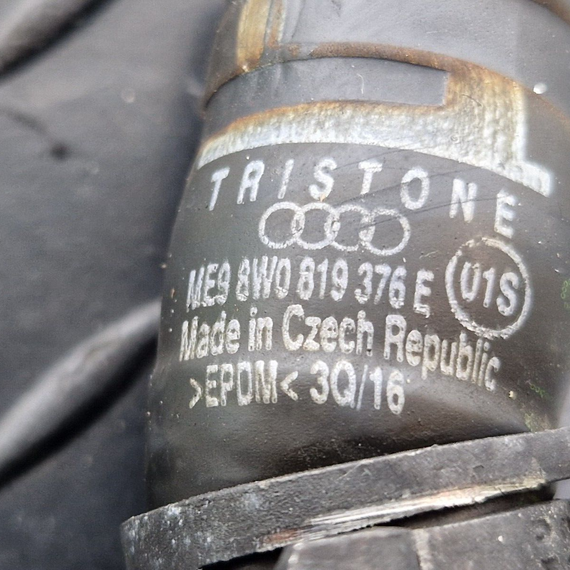 TRISTONE
ME9 8W0 819 376 E
U1S
Made in Czech Republic
>EPDM< 3Q/16